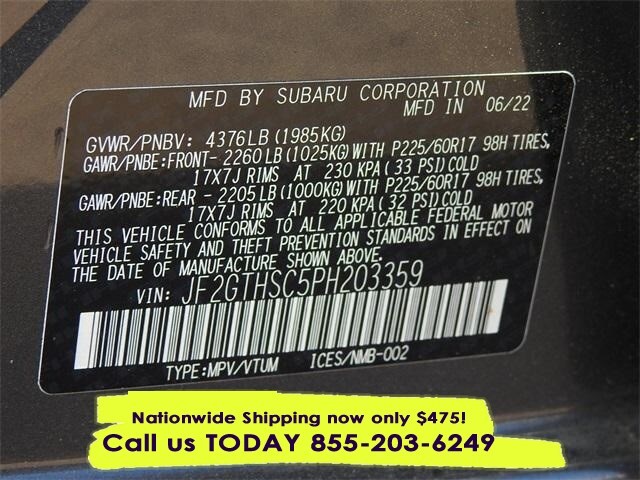 MFD BY SUBARU CORPORATION
MFD IN 06/22
GVWR/PNBV: 4376LB(1985KG)
GAWR/PNBE:FRONT- 2260LB(1025KG)WITH P225/60R17 98H TIRES,
17X7J RIMS AT 230 KPA(33 PSI)COLD
GAWR/PNBE:REAR - 2205LB(1000KG)WITH P225/60R17 98H TIRES,
17X7J RIMS AT 220 KPA(32 PSI)COLD
THIS VEHICLE CONFORMS TO ALL APPLICABLE FEDERAL MOTOR
VEHICLE SAFETY AND THEFT PREVENTION STANDARDS IN EFFECT ON
THE DATE OF MANUFACTURE SHOWN ABOVE.
VIN: JF2GTHSC5PH203359
TYPE:MPV/VTUM ICES/NMB-002
Nationwide Shipping now only $475!
Call us TODAY 855-203-6249